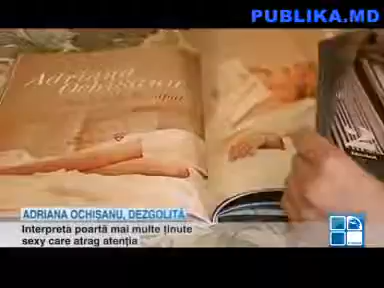 PUBLIKA.MD
Adriana
Ochișanu
ADRIANA OCHIȘANU, DEZGOLITĂ
Interpreta poartă mai multe ținute
sexy care atrag atenția